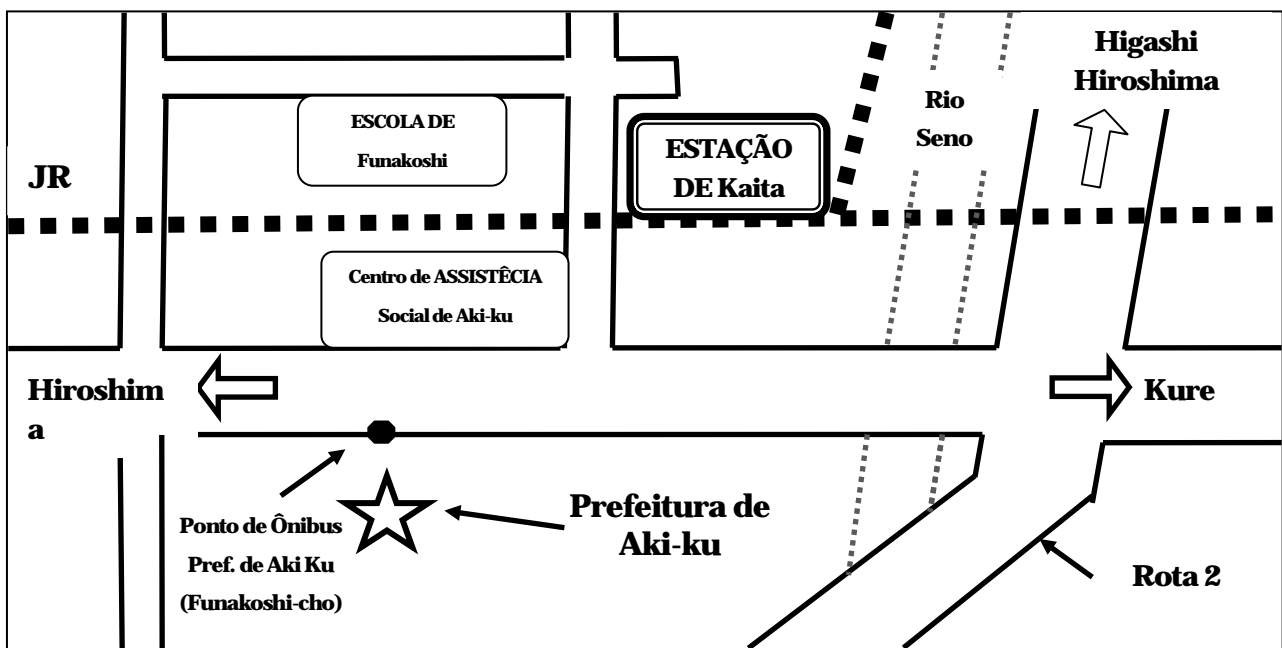 Higashi
Hiroshima
Rio
Seno
ESCOLA DE
Funakoshi
ESTAÇÃO
DE Kaita
JR
Centro de ASSISTÊCIA
Social de Aki-ku
Hiroshim
a
Kure
Prefeitura de
Aki-ku
Ponto de Ônibus
Pref. de Aki Ku
(Funakoshi-cho)
Rota 2